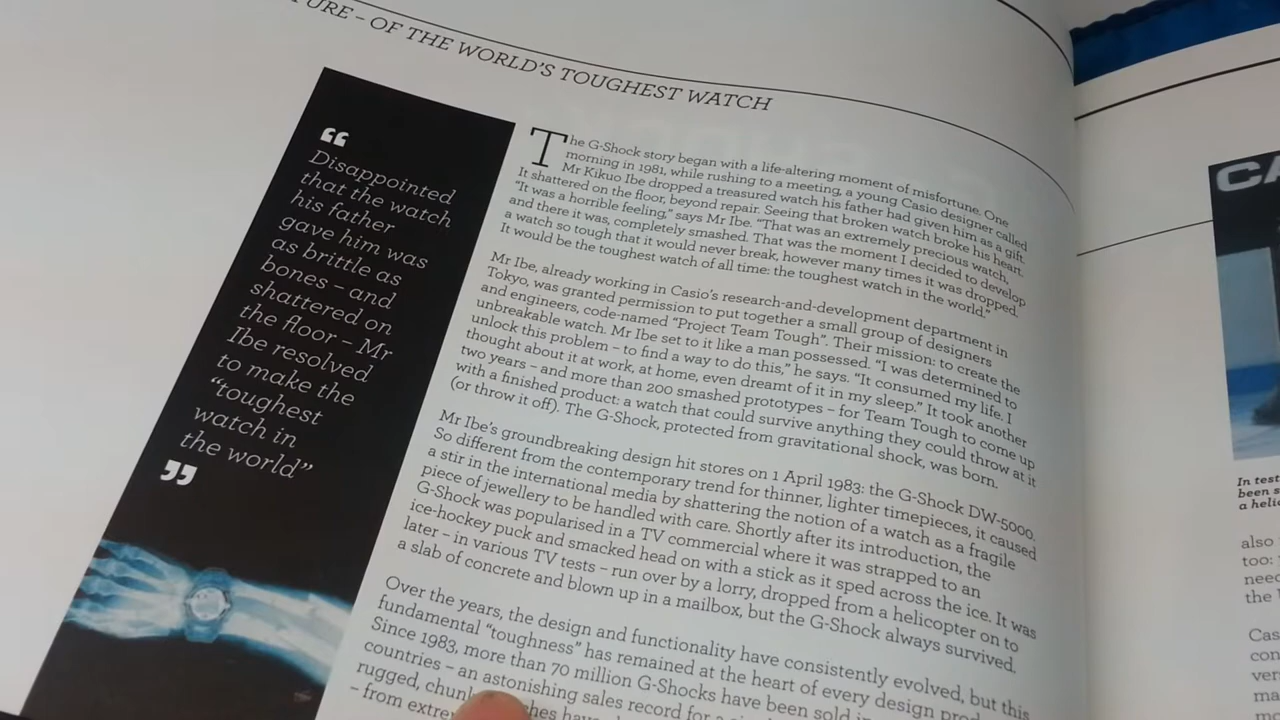 TURE – OF THE WORLD'S TOUGHEST WATCH
“
Disappointed
that the watch
his father
gave him was
as brittle as
bones – and
shattered on
the floor – Mr
Ibe resolved
to make the
“toughest
watch in
the world”
”
The G-Shock story began with a life-altering moment of misfortune. One
morning in 1981, while rushing to a meeting, a young Casio designer called
Mr Kikuo Ibe dropped a treasured watch his father had given him as a gift.
It shattered on the floor, beyond repair. Seeing that broken watch broke his heart.
“It was a horrible feeling,” says Mr Ibe. “That was an extremely precious watch,
and there it was, completely smashed. That was the moment I decided to develop
a watch so tough that it would never break, however many times it was dropped.
It would be the toughest watch of all time: the toughest watch in the world.”
Mr Ibe, already working in Casio's research-and-development department in
Tokyo, was granted permission to put together a small group of designers
and engineers, code-named “Project Team Tough”. Their mission: to create the
unbreakable watch. Mr Ibe set to it like a man possessed. “I was determined to
unlock this problem – to find a way to do this,” he says. “It consumed my life. I
thought about it at work, at home, even dreamt of it in my sleep.” It took another
two years – and more than 200 smashed prototypes – for Team Tough to come up
with a finished product: a watch that could survive anything they could throw at it
(or throw it off). The G-Shock, protected from gravitational shock, was born.
Mr Ibe's groundbreaking design hit stores on 1 April 1983: the G-Shock DW-5000.
So different from the contemporary trend for thinner, lighter timepieces, it caused
a stir in the international media by shattering the notion of a watch as a fragile
piece of jewellery to be handled with care. Shortly after its introduction, the
G-Shock was popularised in a TV commercial where it was strapped to an
ice-hockey puck and smacked head on with a stick as it sped across the ice. It was
later – in various TV tests – run over by a lorry, dropped from a helicopter on to
a slab of concrete and blown up in a mailbox, but the G-Shock always survived.
Over the years, the design and functionality have consistently evolved, but this
fundamental “toughness” has remained at the heart of every design
Since 1983, more than 70 million G-Shocks have been sold
countries – an astonishing sales record for a
rugged,
– from
CA
In test
been s
a heli
also
too:
need
the
Cas
con
ver
ma